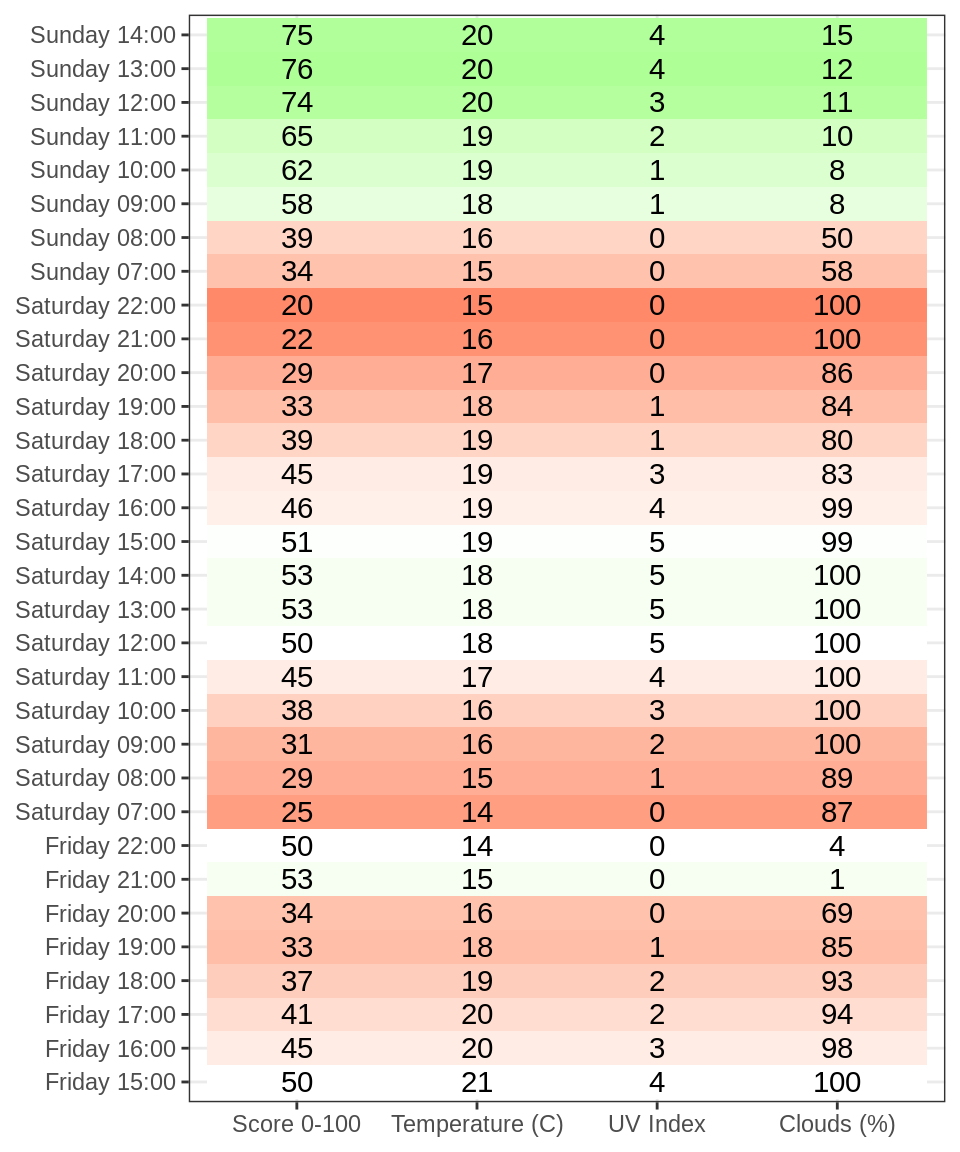 Sunday 14:00 75 20 4 15
Sunday 13:00 76 20 4 12
Sunday 12:00 74 20 3 11
Sunday 11:00 65 19 2 10
Sunday 10:00 62 19 1 8
Sunday 09:00 58 18 1 8
Sunday 08:00 39 16 0 50
Sunday 07:00 34 15 0 58
Saturday 22:00 20 15 0 100
Saturday 21:00 22 16 0 100
Saturday 20:00 29 17 0 86
Saturday 19:00 33 18 1 84
Saturday 18:00 39 19 1 80
Saturday 17:00 45 19 3 83
Saturday 16:00 46 19 4 99
Saturday 15:00 51 19 5 99
Saturday 14:00 53 18 5 100
Saturday 13:00 53 18 5 100
Saturday 12:00 50 18 5 100
Saturday 11:00 45 17 4 100
Saturday 10:00 38 16 3 100
Saturday 09:00 31 16 2 100
Saturday 08:00 29 15 1 89
Saturday 07:00 25 14 0 87
Friday 22:00 50 14 0 4
Friday 21:00 53 15 0 1
Friday 20:00 34 16 0 69
Friday 19:00 33 18 1 85
Friday 18:00 37 19 2 93
Friday 17:00 41 20 2 94
Friday 16:00 45 20 3 98
Friday 15:00 50 21 4 100
Score 0-100 Temperature (C) UV Index Clouds (%)